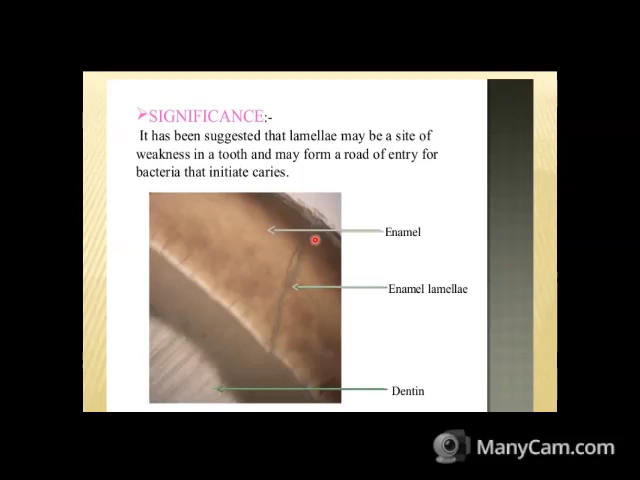 ➢SIGNIFICANCE:-
It has been suggested that lamellae may be a site of
weakness in a tooth and may form a road of entry for
bacteria that initiate caries.
Enamel
Enamel lamellae
Dentin
ManyCam.com